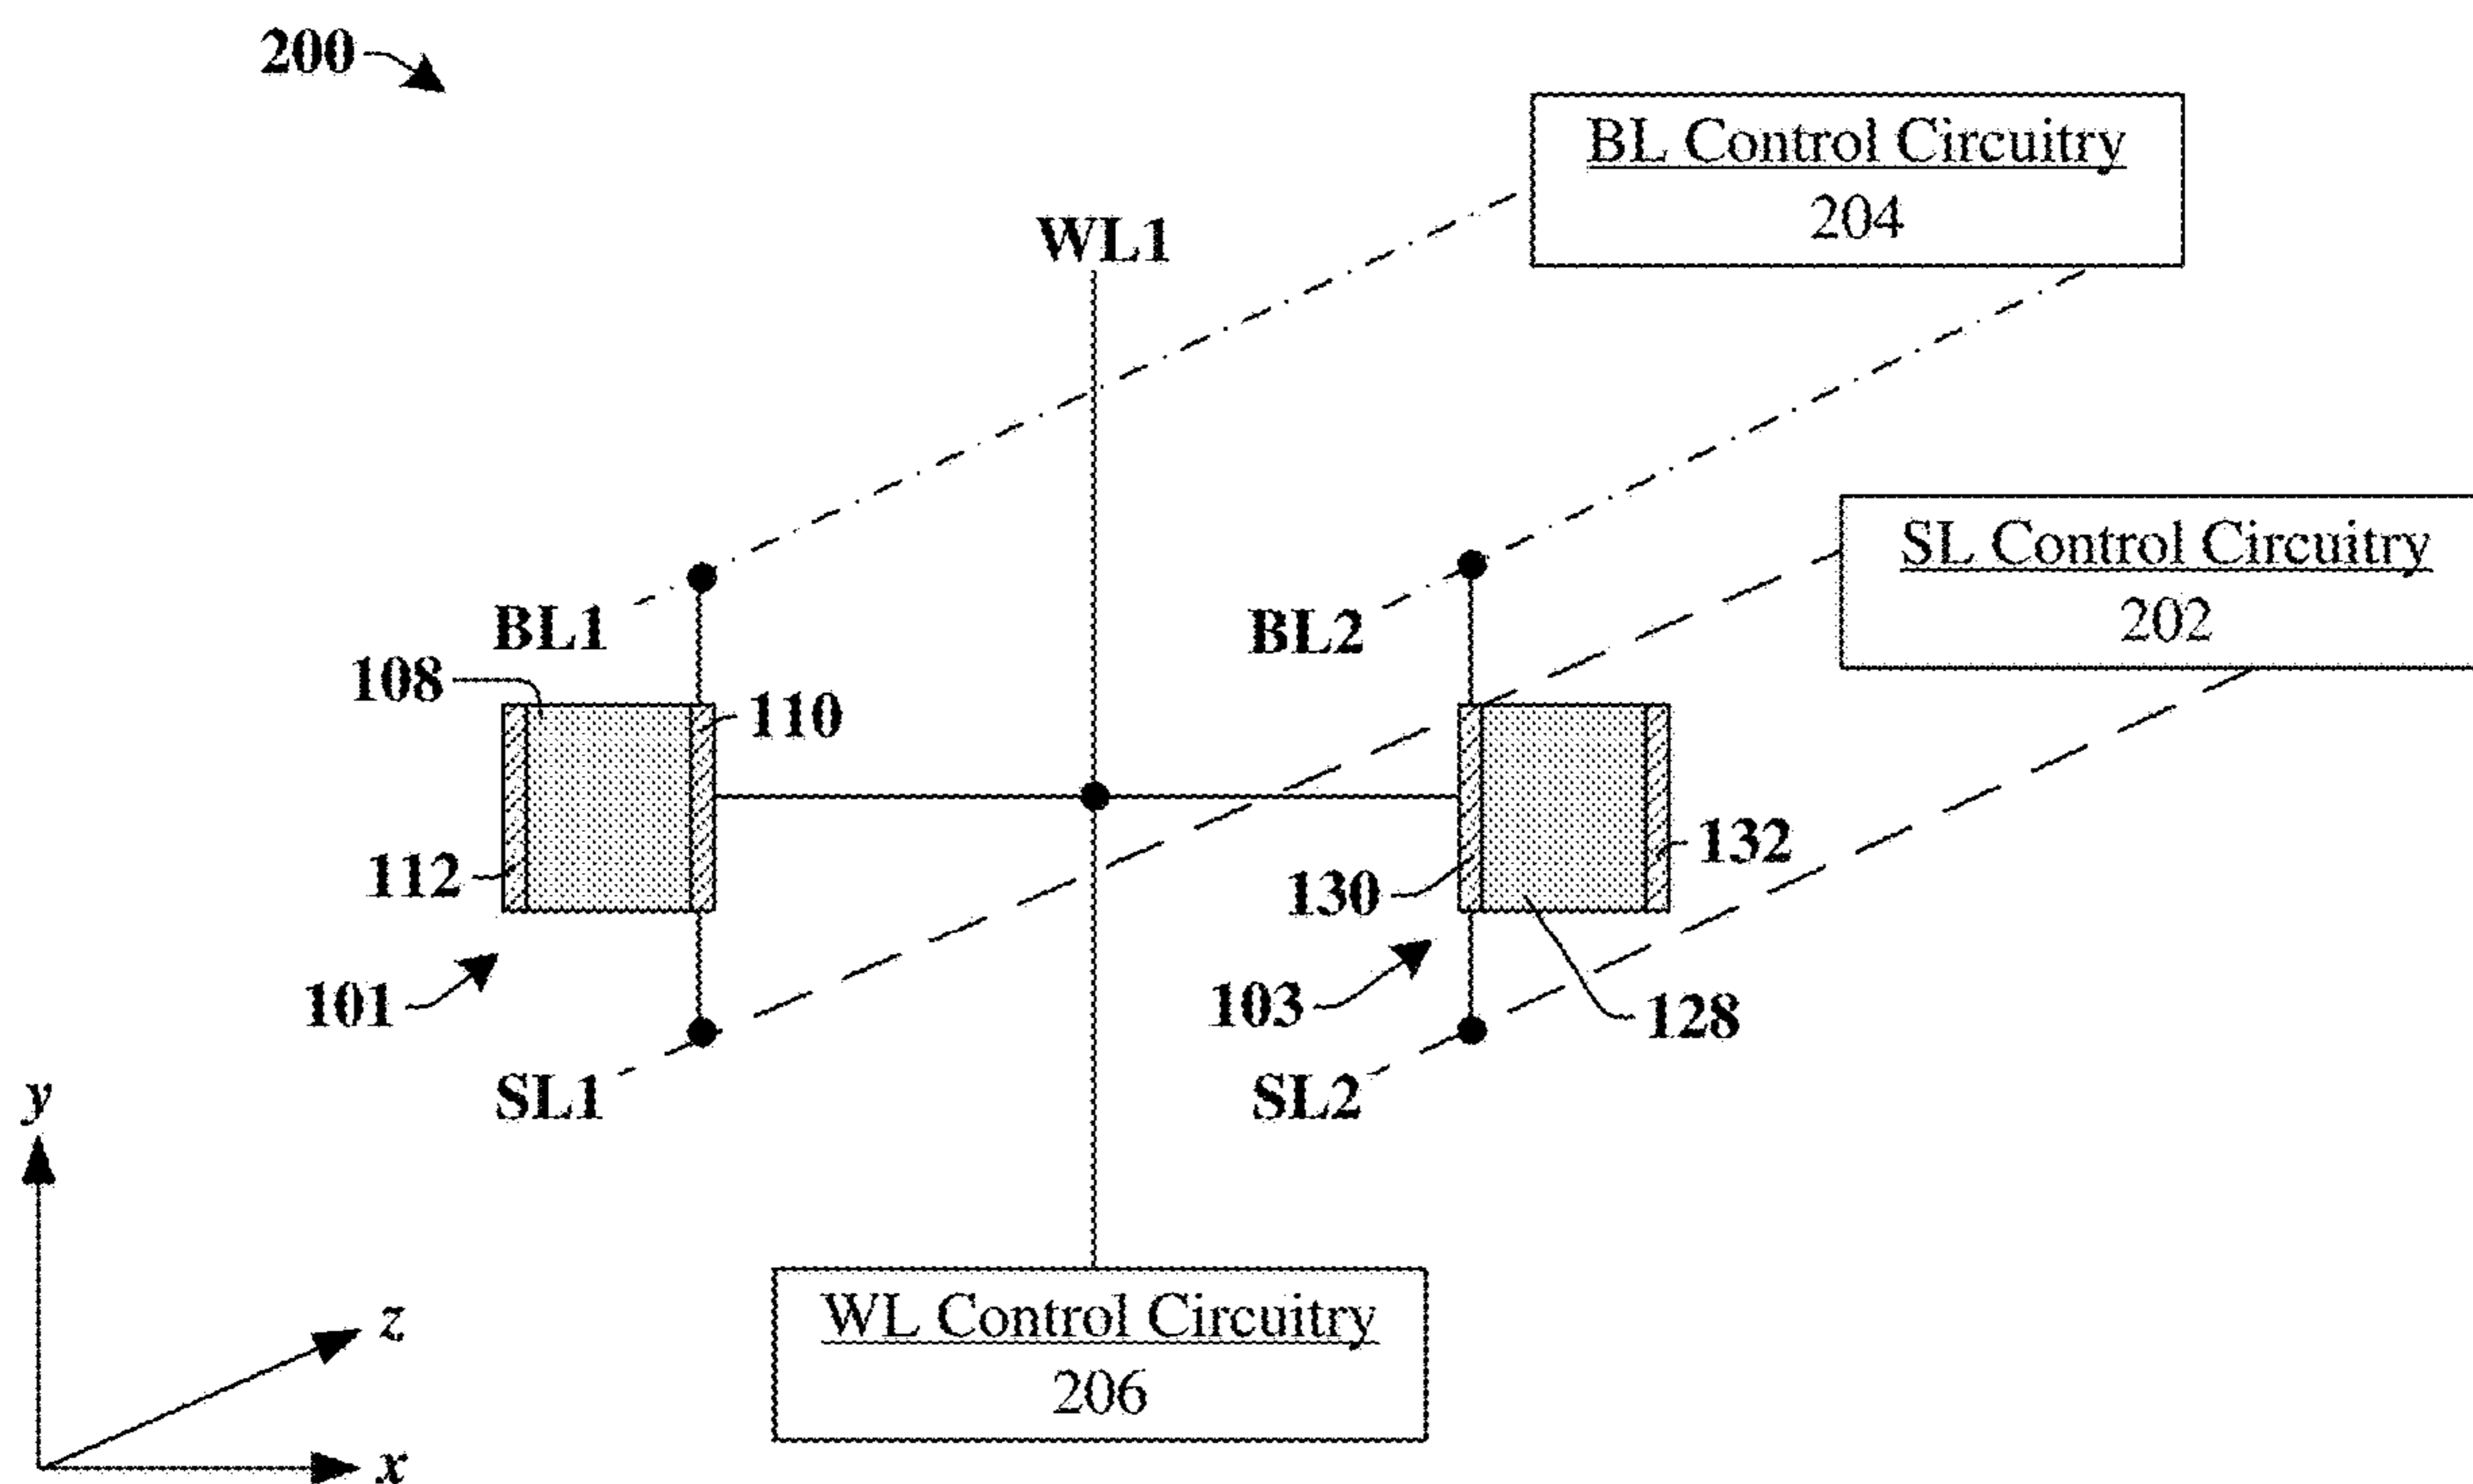 200
BL Control Circuitry
204
WL1
SL Control Circuitry
202
BL1
BL2
108
110
112
130
132
101
103
128
SL1
SL2
y
z
x
WL Control Circuitry
206